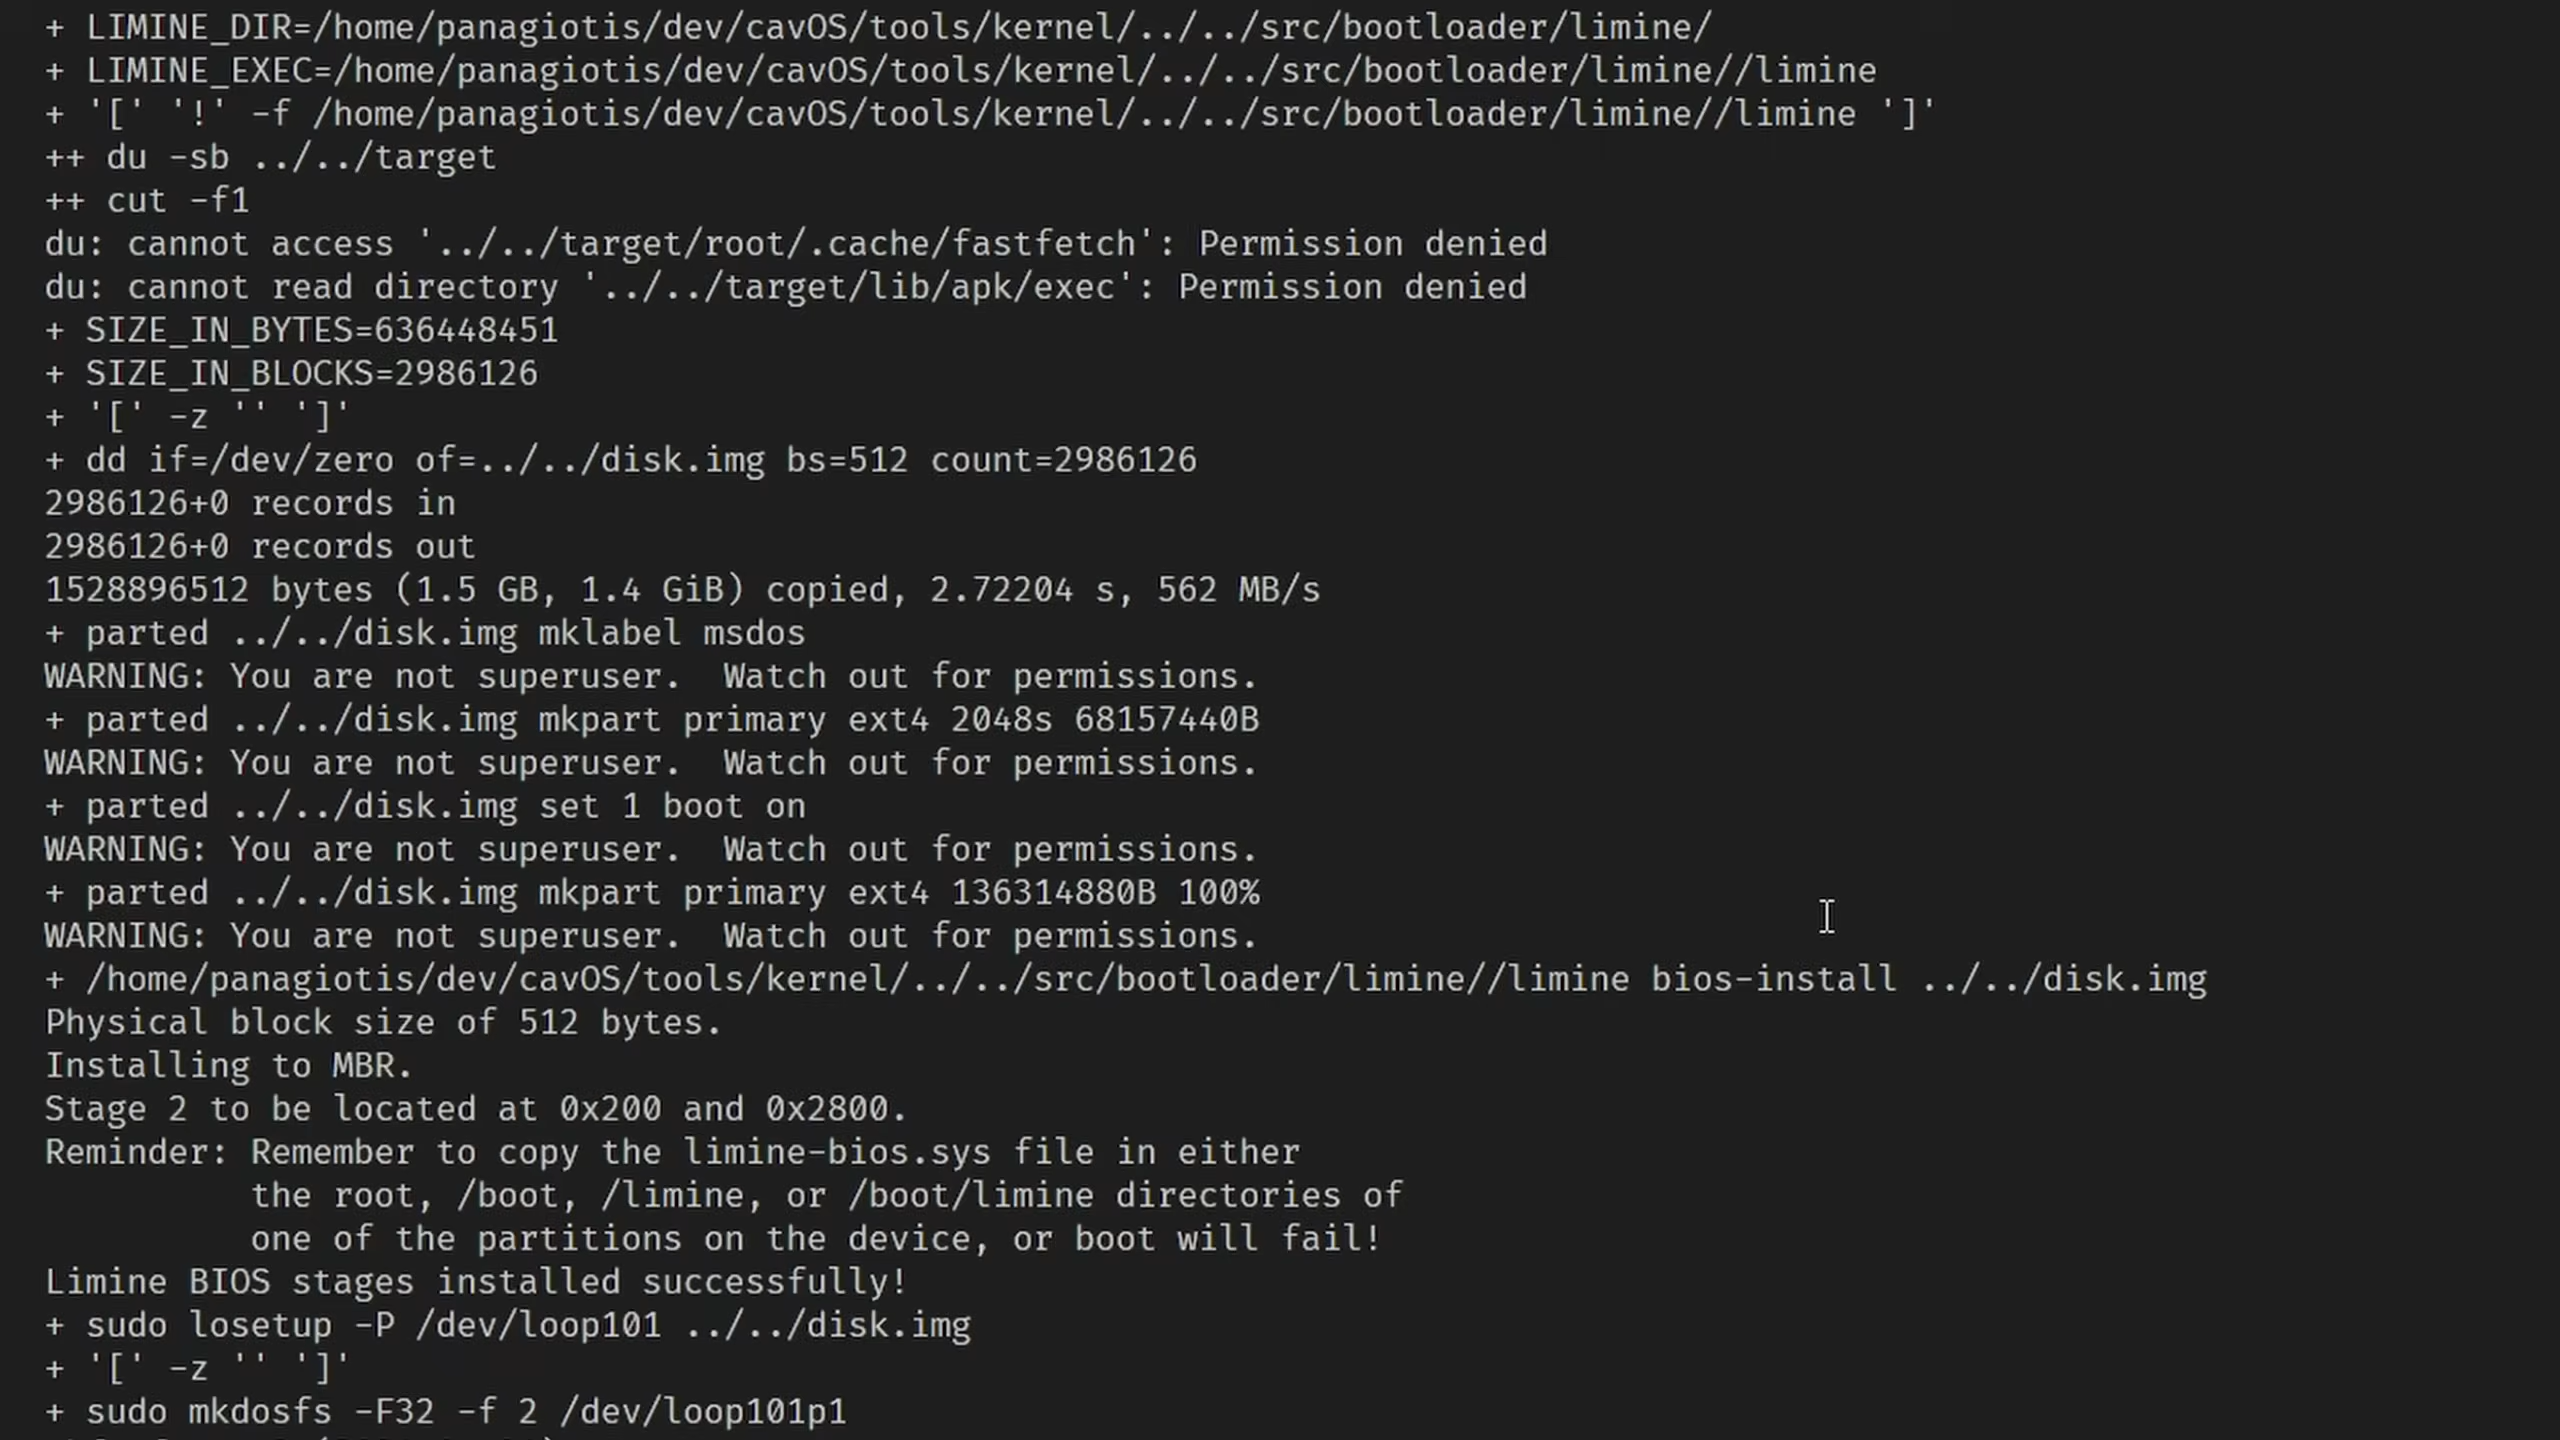 + LIMINE_DIR=/home/panagiotis/dev/cavOS/tools/kernel/../../src/bootloader/limine/
+ LIMINE_EXEC=/home/panagiotis/dev/cavOS/tools/kernel/../../src/bootloader/limine//limine
+ '[' '!' -f /home/panagiotis/dev/cavOS/tools/kernel/../../src/bootloader/limine//limine ']'
++ du -sb ../../target
++ cut -f1
du: cannot access '../../target/root/.cache/fastfetch': Permission denied
du: cannot read directory '../../target/lib/apk/exec': Permission denied
+ SIZE_IN_BYTES=636448451
+ SIZE_IN_BLOCKS=2986126
+ '[' -z '' ']'
+ dd if=/dev/zero of=../../disk.img bs=512 count=2986126
2986126+0 records in
2986126+0 records out
1528896512 bytes (1.5 GB, 1.4 GiB) copied, 2.72204 s, 562 MB/s
+ parted ../../disk.img mklabel msdos
WARNING: You are not superuser.  Watch out for permissions.
+ parted ../../disk.img mkpart primary ext4 2048s 68157440B
WARNING: You are not superuser.  Watch out for permissions.
+ parted ../../disk.img set 1 boot on
WARNING: You are not superuser.  Watch out for permissions.
+ parted ../../disk.img mkpart primary ext4 136314880B 100%
WARNING: You are not superuser.  Watch out for permissions.
+ /home/panagiotis/dev/cavOS/tools/kernel/../../src/bootloader/limine//limine bios-install ../../disk.img
Physical block size of 512 bytes.
Installing to MBR.
Stage 2 to be located at 0x200 and 0x2800.
Reminder: Remember to copy the limine-bios.sys file in either
          the root, /boot, /limine, or /boot/limine directories of
          one of the partitions on the device, or boot will fail!
Limine BIOS stages installed successfully!
+ sudo losetup -P /dev/loop101 ../../disk.img
+ '[' -z '' ']'
+ sudo mkdosfs -F32 -f 2 /dev/loop101p1